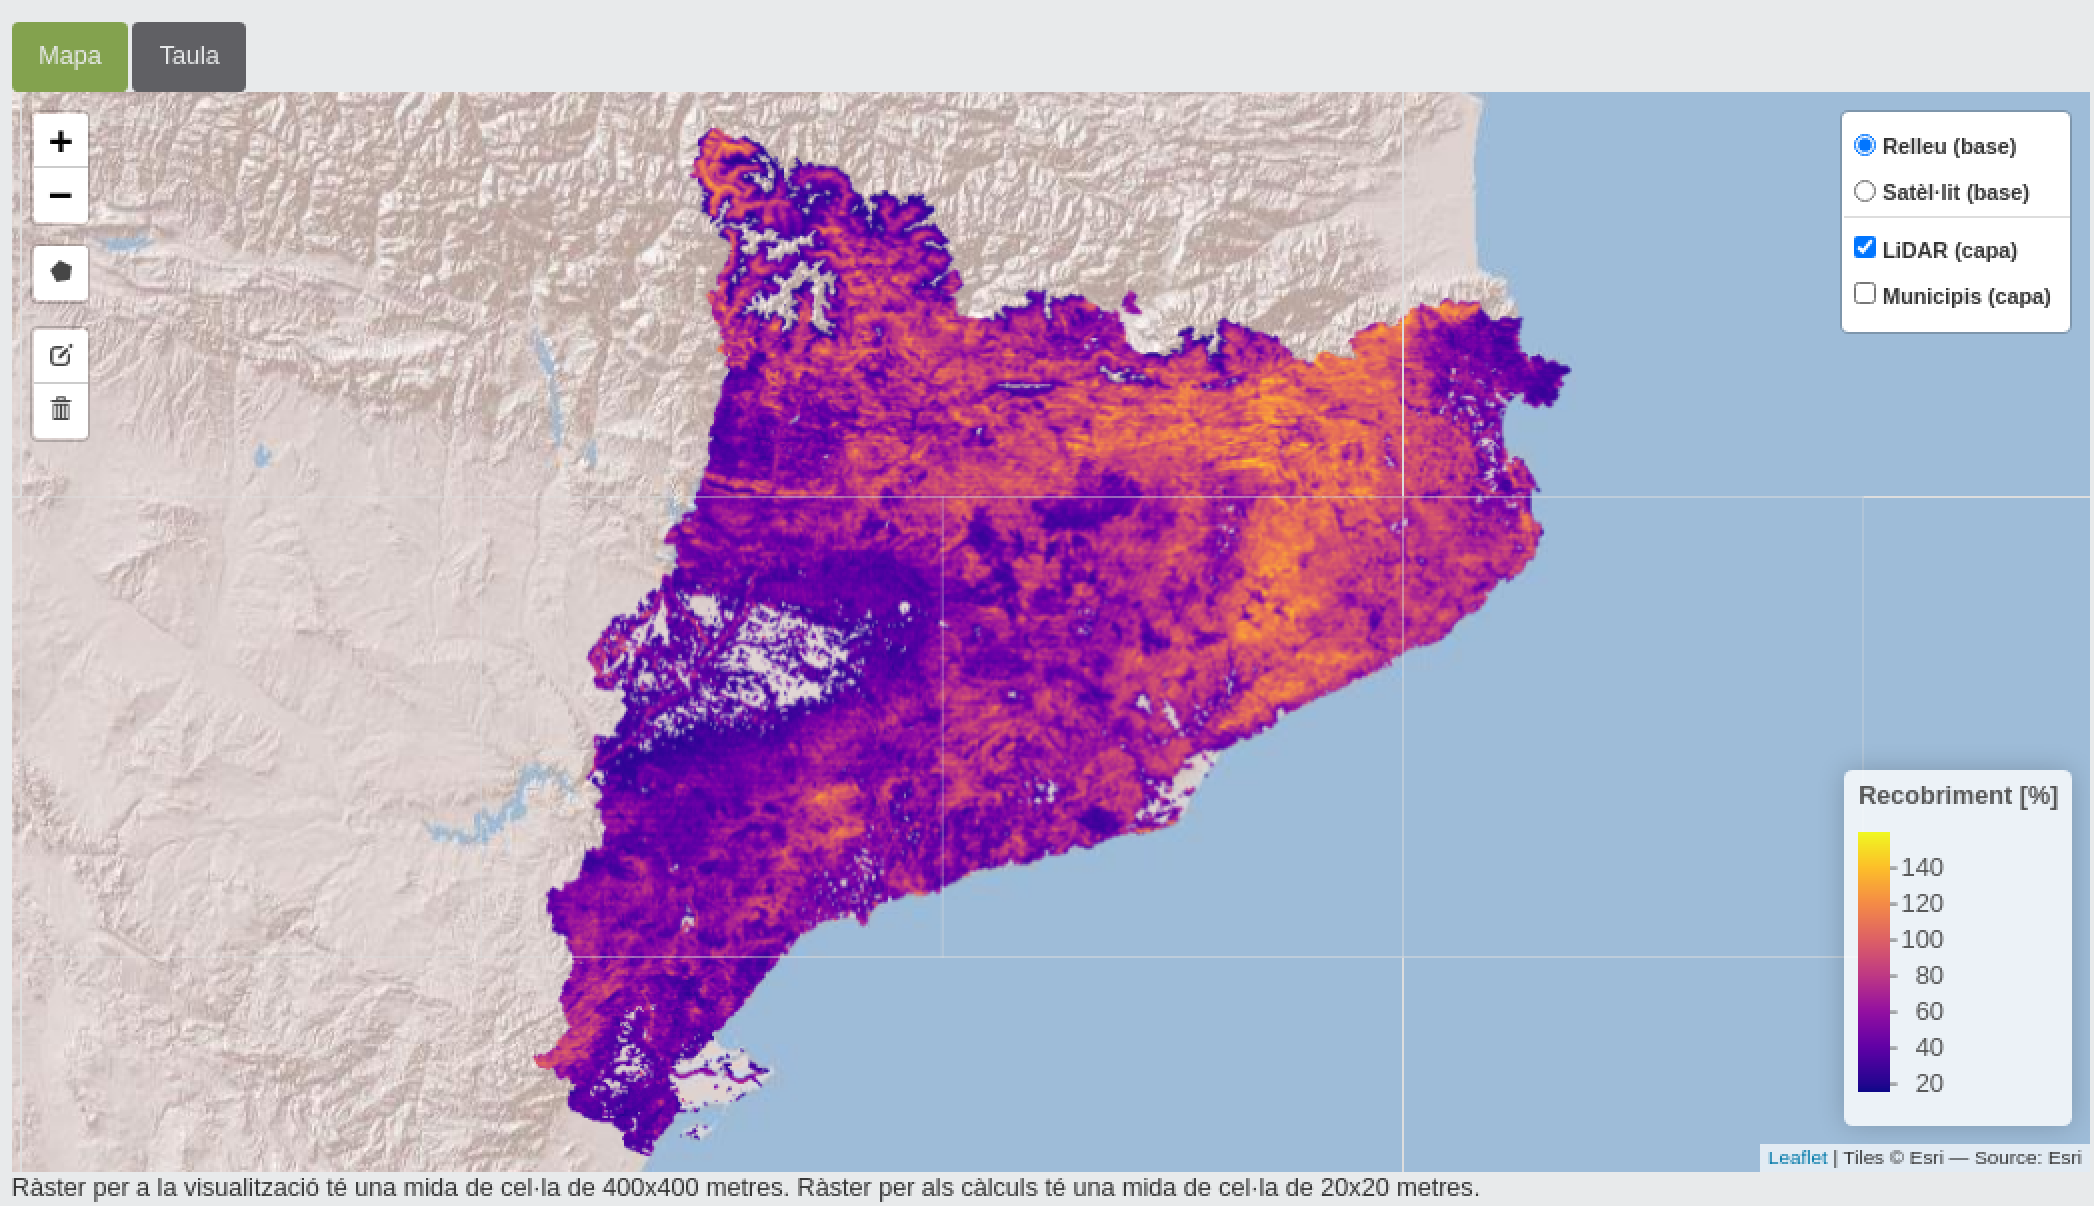 Mapa
Taula
+
−
Relleu (base)
Satèl·lit (base)
LiDAR (capa)
Municipis (capa)
Recobriment [%]
140
120
100
80
60
40
20
Leaflet | Tiles © Esri — Source: Esri
Ràster per a la visualització té una mida de cel·la de 400x400 metres. Ràster per als càlculs té una mida de cel·la de 20x20 metres.